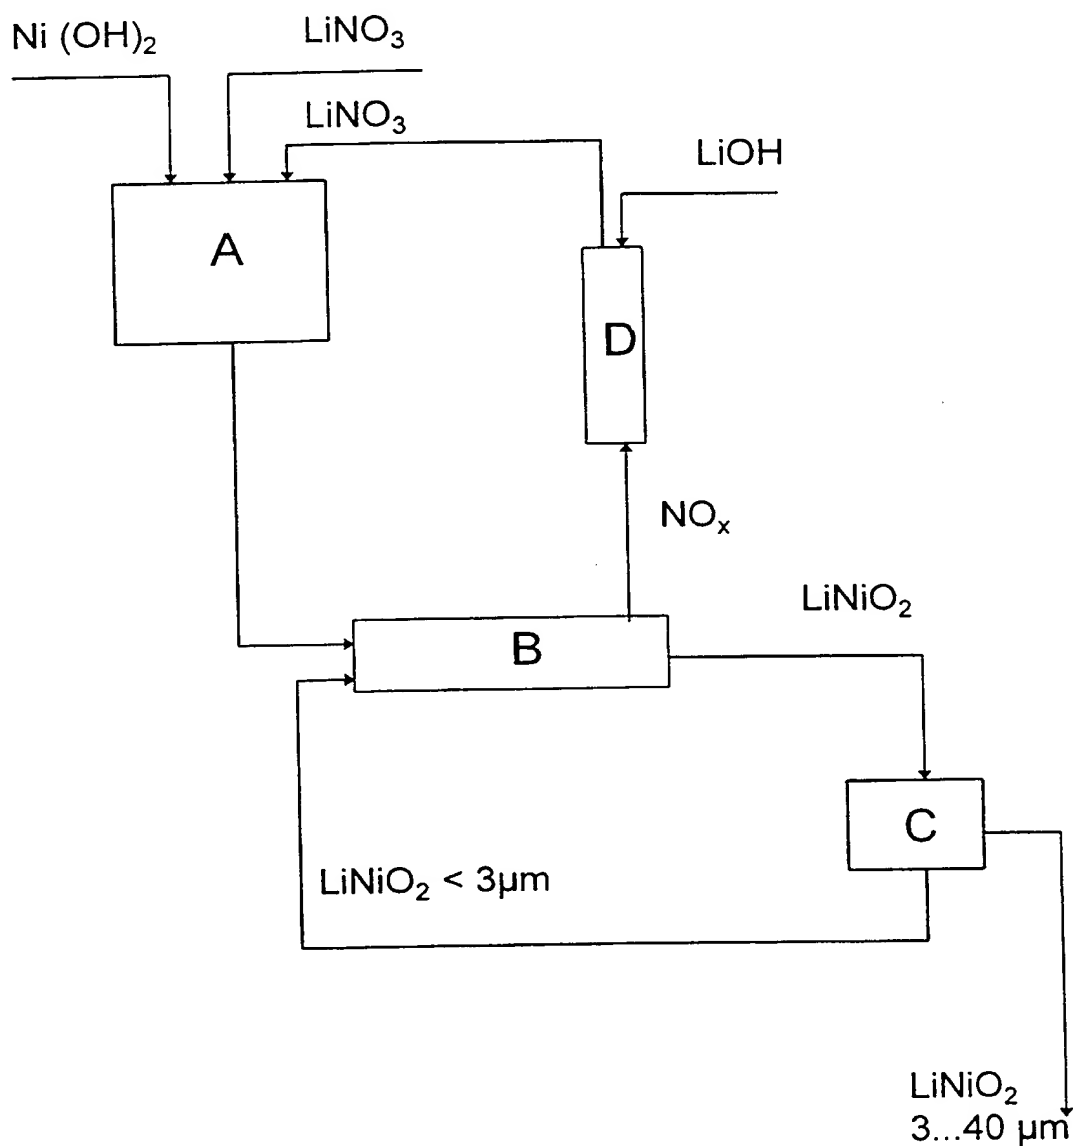 Ni (OH)₂
LiNO₃
LiNO₃
LiOH
A
D
NOₓ
LiNiO₂
B
C
LiNiO₂ < 3µm
LiNiO₂
3...40 µm